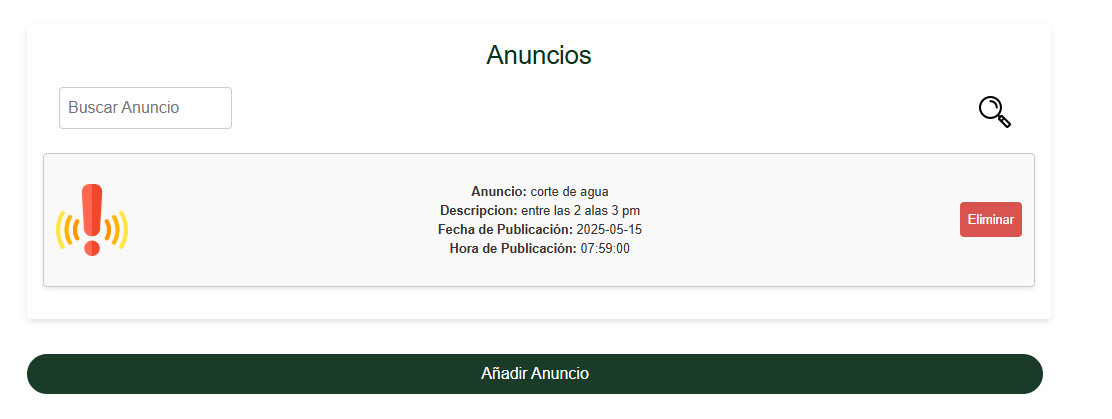 Anuncios
Buscar Anuncio
Anuncio: corte de agua
Descripcion: entre las 2 alas 3 pm
Fecha de Publicación: 2025-05-15
Hora de Publicación: 07:59:00
Eliminar
Añadir Anuncio